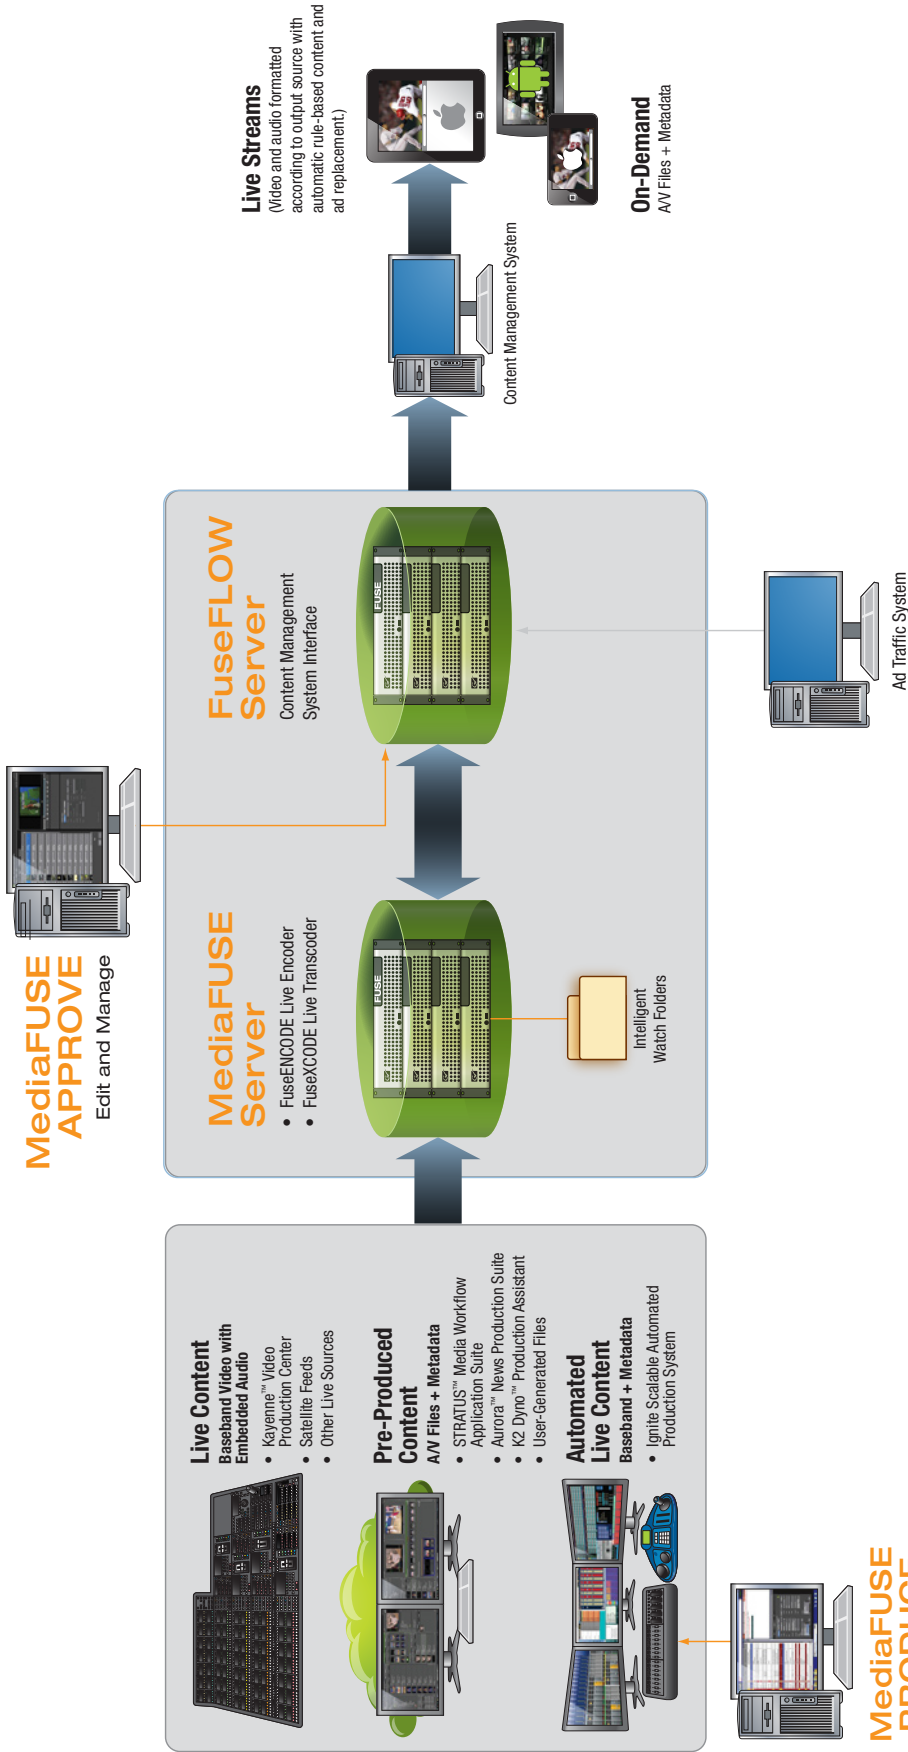 MediaFUSE
APPROVE
Edit and Manage
Live Content
Baseband Video with
Embedded Audio
• Kayenne™ Video
Production Center
• Satellite Feeds
• Other Live Sources
Pre-Produced
Content
A/V Files + Metadata
• STRATUS™ Media Workflow
Application Suite
• Aurora™ News Production Suite
• K2 Dyno™ Production Assistant
• User-Generated Files
Automated
Live Content
Baseband + Metadata
• Ignite Scalable Automated
Production System
MediaFUSE
PRODUCE
MediaFUSE
Server
• FuseENCODE Live Encoder
• FuseXCODE Live Transcoder
FUSE
Intelligent
Watch Folders
FuseFLOW
Server
Content Management
System Interface
FUSE
Ad Traffic System
Content Management System
Live Streams
(Video and audio formatted
according to output source with
automatic rule-based content and
ad replacement.)
On-Demand
A/V Files + Metadata